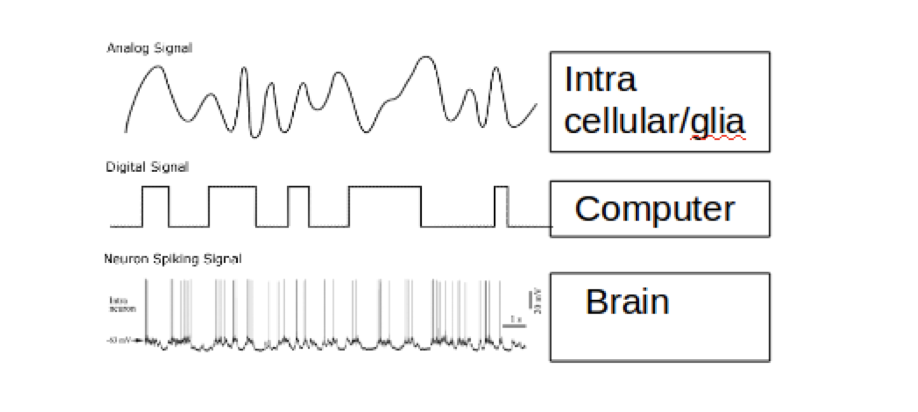 Analog Signal
Intra
cellular/glia
Digital Signal
Computer
Neuron Spiking Signal
Intra
neuron
-63 mV
1 s
20 mV
Brain